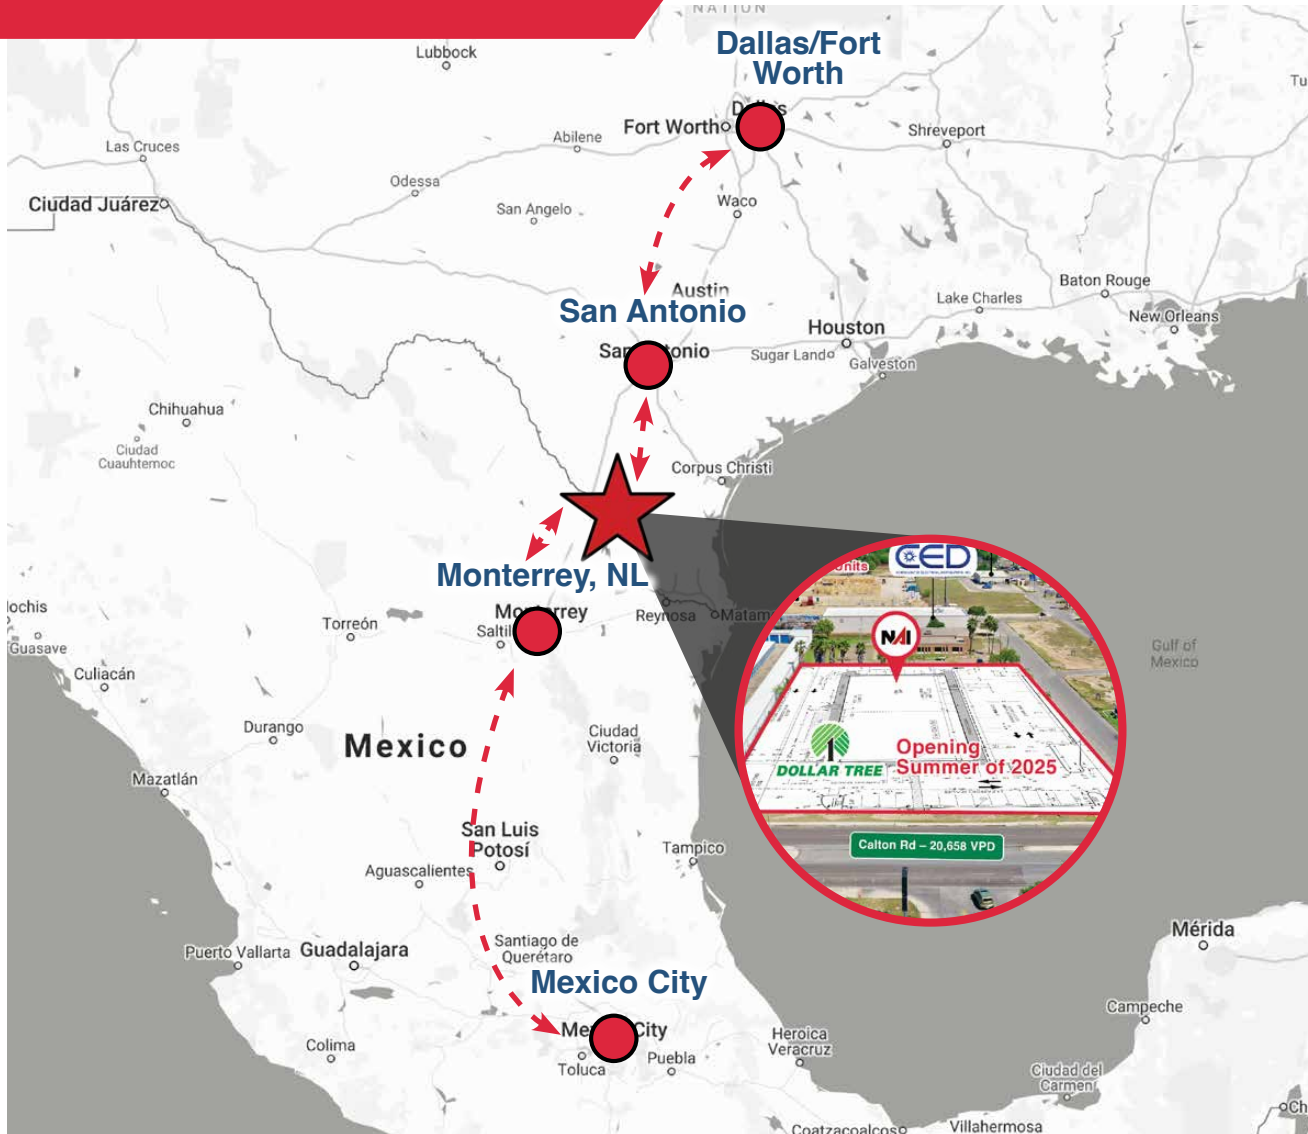 NATION
Dallas/Fort
Worth
Lubbock
Fort Worth
Abilene
Shreveport
Las Cruces
Odessa
Ciudad Juárez
San Angelo
Waco
Austin
Baton Rouge
Lake Charles
San Antonio
New Orleans
Houston
Sugar Land
Galveston
Chihuahua
Ciudad
Cuauhtemoc
Corpus Christi
CED
Units
Monterrey, NL
Reynosa
Matam
Torreón
Guasave
NAI
Gulf of
Mexico
Culiacán
Durango
Mexico
Ciudad
Victoria
DOLLAR TREE
Opening
Summer of 2025
Mazatlán
San Luis
Potosí
Tampico
Calton Rd – 20,658 VPD
Aguascalientes
Puerto Vallarta
Guadalajara
Santiago de
Querétaro
Mérida
Mexico City
Campeche
Colima
Toluca
Puebla
Heroica
Veracruz
Ciudad del
Carmen
Coatzacoalcos
Villahermosa